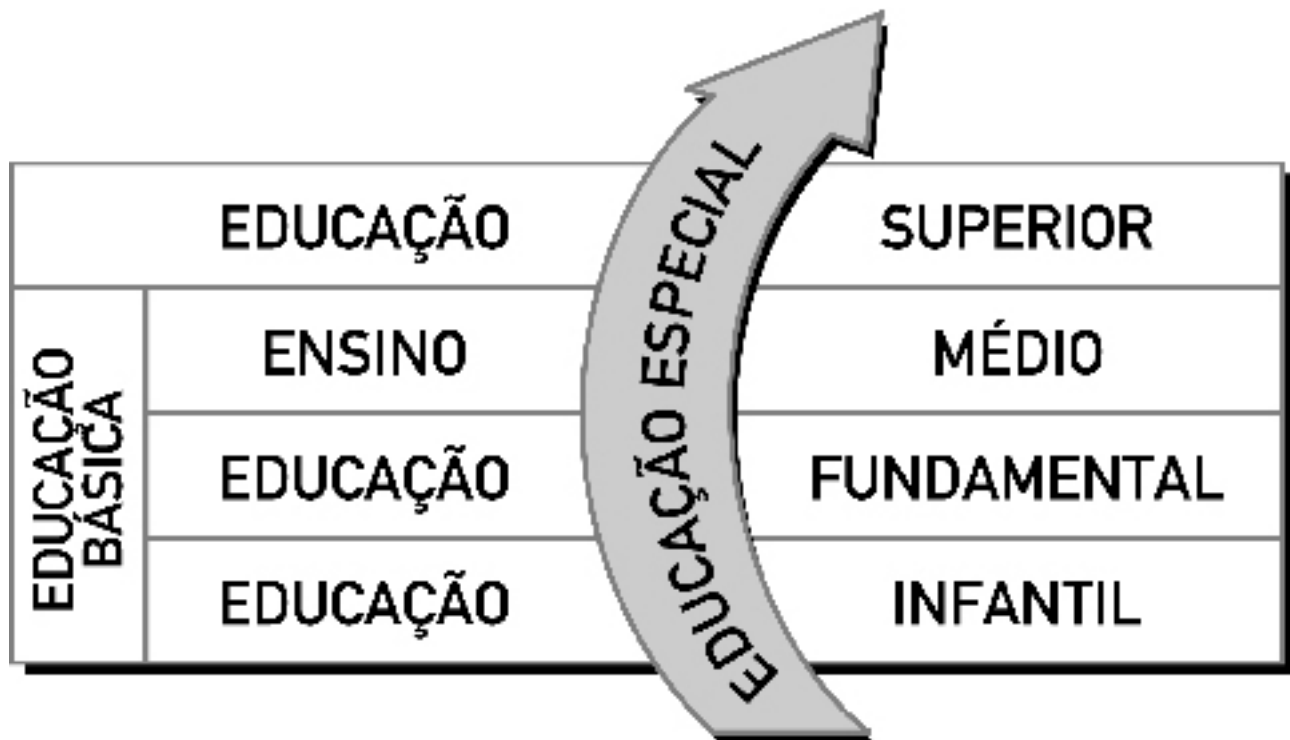 EDUCAÇÃO SUPERIOR
EDUCAÇÃO
BÁSICA
ENSINO MÉDIO
EDUCAÇÃO FUNDAMENTAL
EDUCAÇÃO INFANTIL
EDUCAÇÃO ESPECIAL